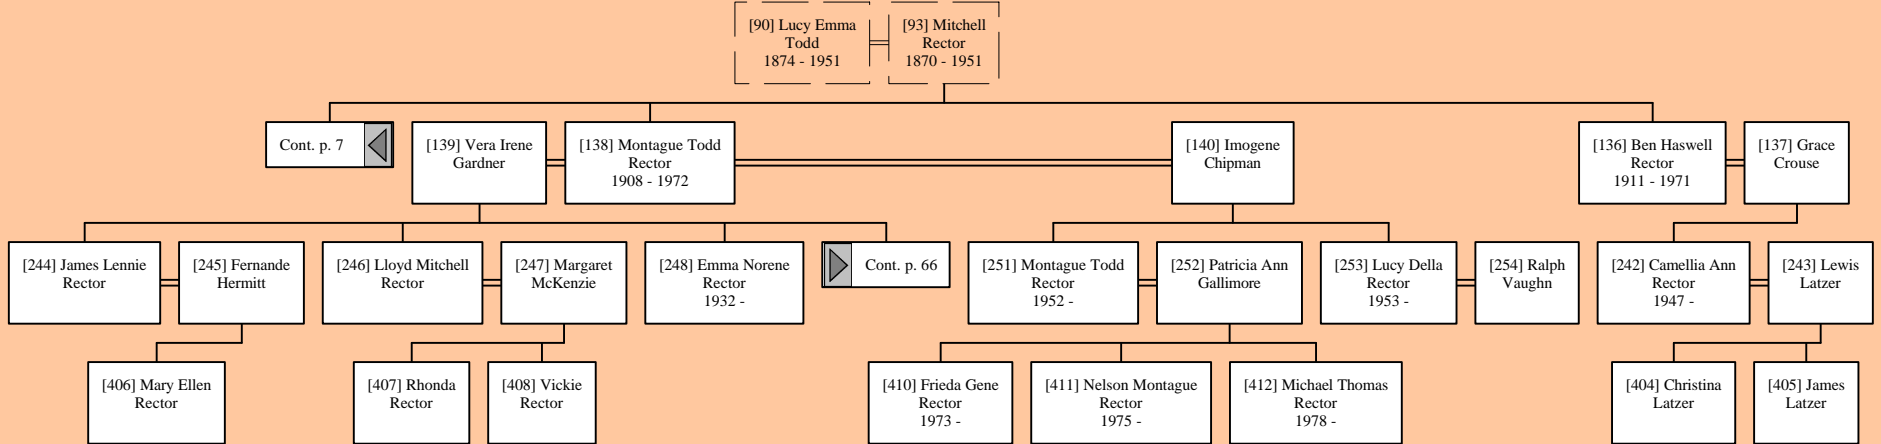 [90] Lucy Emma
Todd
1874 - 1951
[93] Mitchell
Rector
1870 - 1951
Cont. p. 7
[139] Vera Irene
Gardner
[138] Montague Todd
Rector
1908 - 1972
[140] Imogene
Chipman
[136] Ben Haswell
Rector
1911 - 1971
[137] Grace
Crouse
[244] James Lennie
Rector
[245] Fernande
Hermitt
[246] Lloyd Mitchell
Rector
[247] Margaret
McKenzie
[248] Emma Norene
Rector
1932 -
Cont. p. 66
[251] Montague Todd
Rector
1952 -
[252] Patricia Ann
Gallimore
[253] Lucy Della
Rector
1953 -
[254] Ralph
Vaughn
[242] Camellia Ann
Rector
1947 -
[243] Lewis
Latzer
[406] Mary Ellen
Rector
[407] Rhonda
Rector
[408] Vickie
Rector
[410] Frieda Gene
Rector
1973 -
[411] Nelson Montague
Rector
1975 -
[412] Michael Thomas
Rector
1978 -
[404] Christina
Latzer
[405] James
Latzer